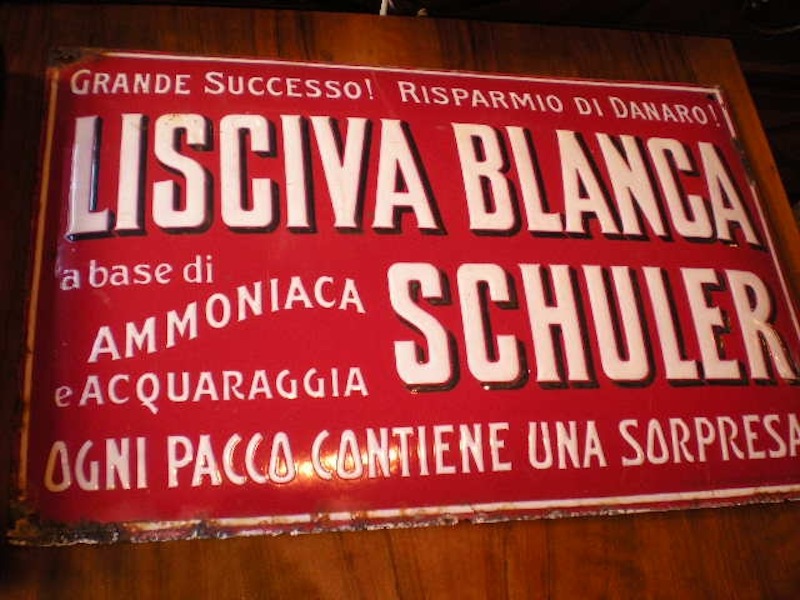 GRANDE SUCCESSO! RISPARMIO DI DANARO!
LISCIVA BLANCA
a base di
AMMONIACA
e ACQUARAGGIA
SCHULER
OGNI PACCO CONTIENE UNA SORPRESA